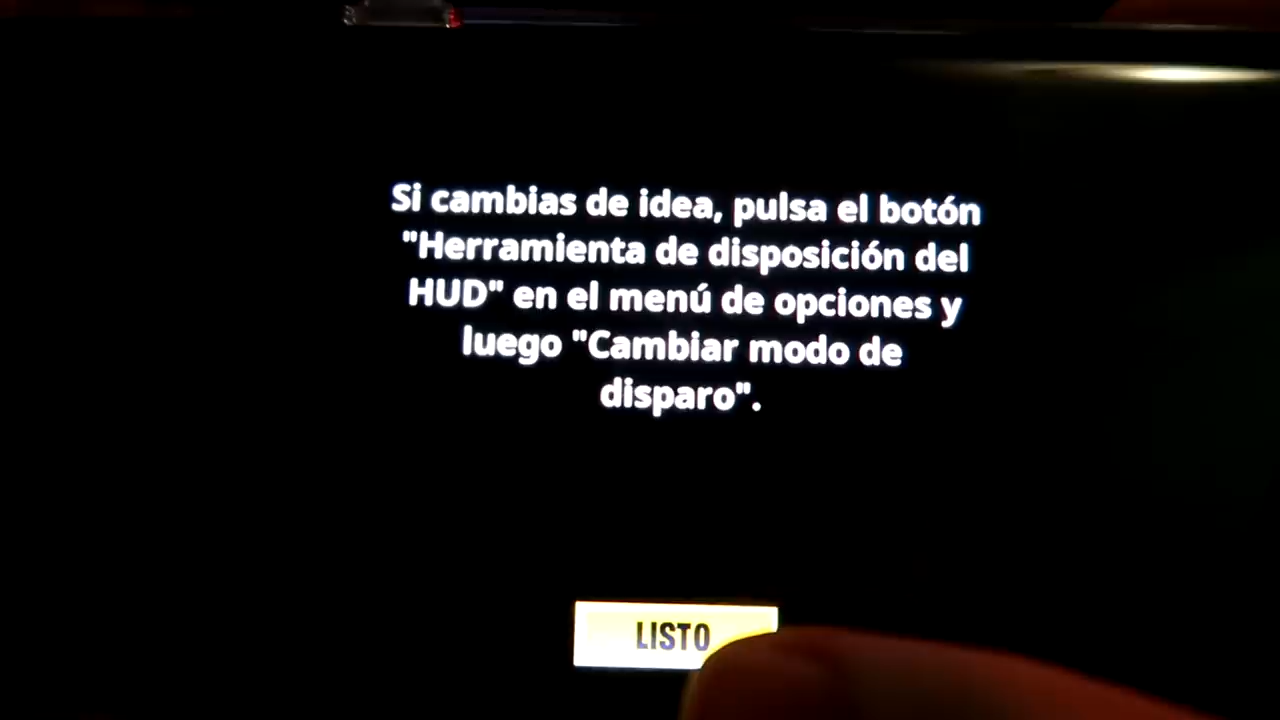 Si cambias de idea, pulsa el botón
"Herramienta de disposición del
HUD" en el menú de opciones y
luego "Cambiar modo de
disparo".
LISTO